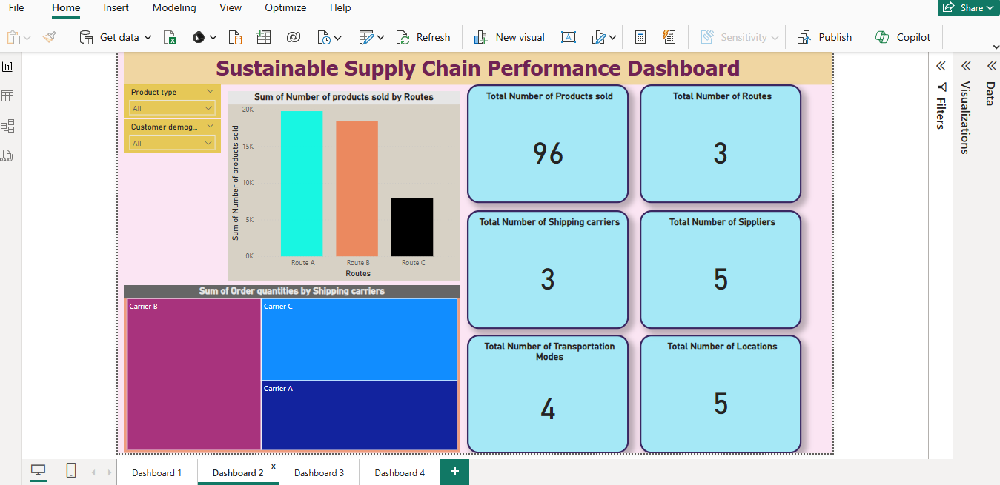 File Home Insert Modeling View Optimize Help Share
Get data Refresh New visual Sensitivity Publish Copilot
Sustainable Supply Chain Performance Dashboard
Product type
All
Customer demog...
All
Sum of Number of products sold by Routes
Sum of Number of products sold
20K
15K
10K
5K
0K
Route A Route B Route C
Routes
Total Number of Products sold
96
Total Number of Routes
3
Total Number of Shipping carriers
3
Total Number of Sippliers
5
Total Number of Transportation
Modes
4
Total Number of Locations
5
Sum of Order quantities by Shipping carriers
Carrier B
Carrier C
Carrier A
Filters
Visualizations
Data
DAX
Dashboard 1 Dashboard 2 x Dashboard 3 Dashboard 4 +